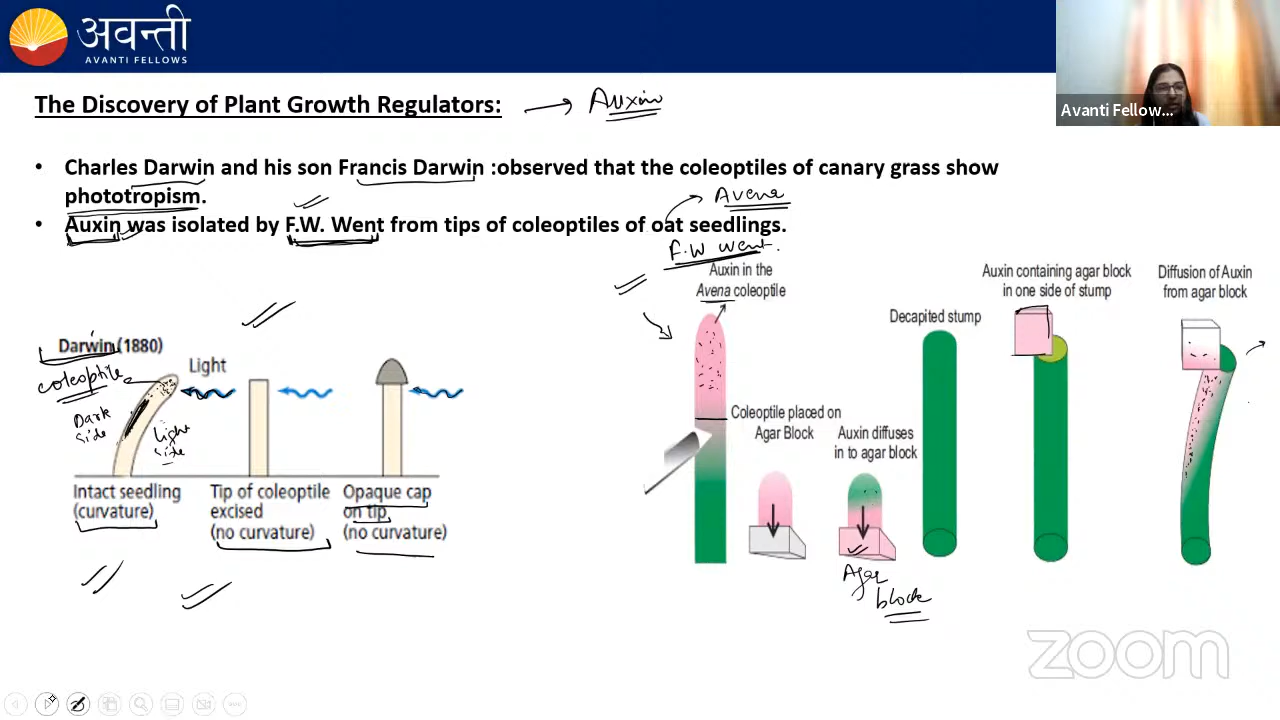 अवन्ती
AVANTI FELLOWS
Avanti Fellow...
The Discovery of Plant Growth Regulators:
Auxin
• Charles Darwin and his son Francis Darwin :observed that the coleoptiles of canary grass show
phototropism.
Avena
• Auxin was isolated by F.W. Went from tips of coleoptiles of oat seedlings.
F.W Went.
Auxin in the
Avena coleoptile
Decapited stump
Auxin containing agar block
in one side of stump
Diffusion of Auxin
from agar block
Darwin (1880)
coleoptile
Light
Dark
side
Light
side
Coleoptile placed on
Agar Block
Auxin diffuses
in to agar block
Intact seedling
(curvature)
Tip of coleoptile
excised
(no curvature)
Opaque cap
on tip
(no curvature)
Agar
block
zoom